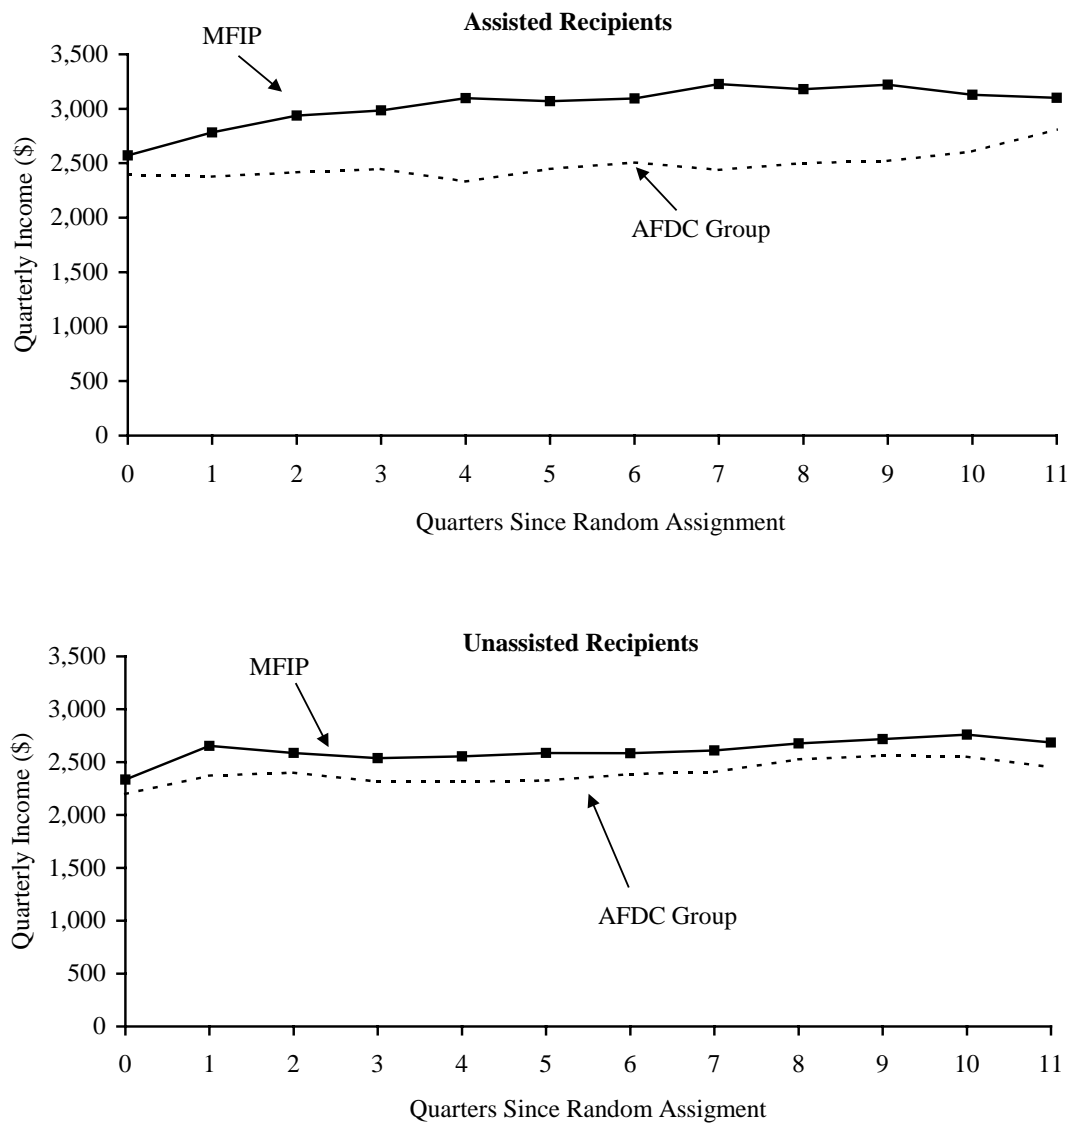 Assisted Recipients
MFIP
3,500
3,000
2,500
2,000
1,500
1,000
500
0
Quarterly Income ($)
AFDC Group
0 1 2 3 4 5 6 7 8 9 10 11
Quarters Since Random Assignment
Unassisted Recipients
MFIP
3,500
3,000
2,500
2,000
1,500
1,000
500
0
Quarterly Income ($)
AFDC Group
0 1 2 3 4 5 6 7 8 9 10 11
Quarters Since Random Assigment